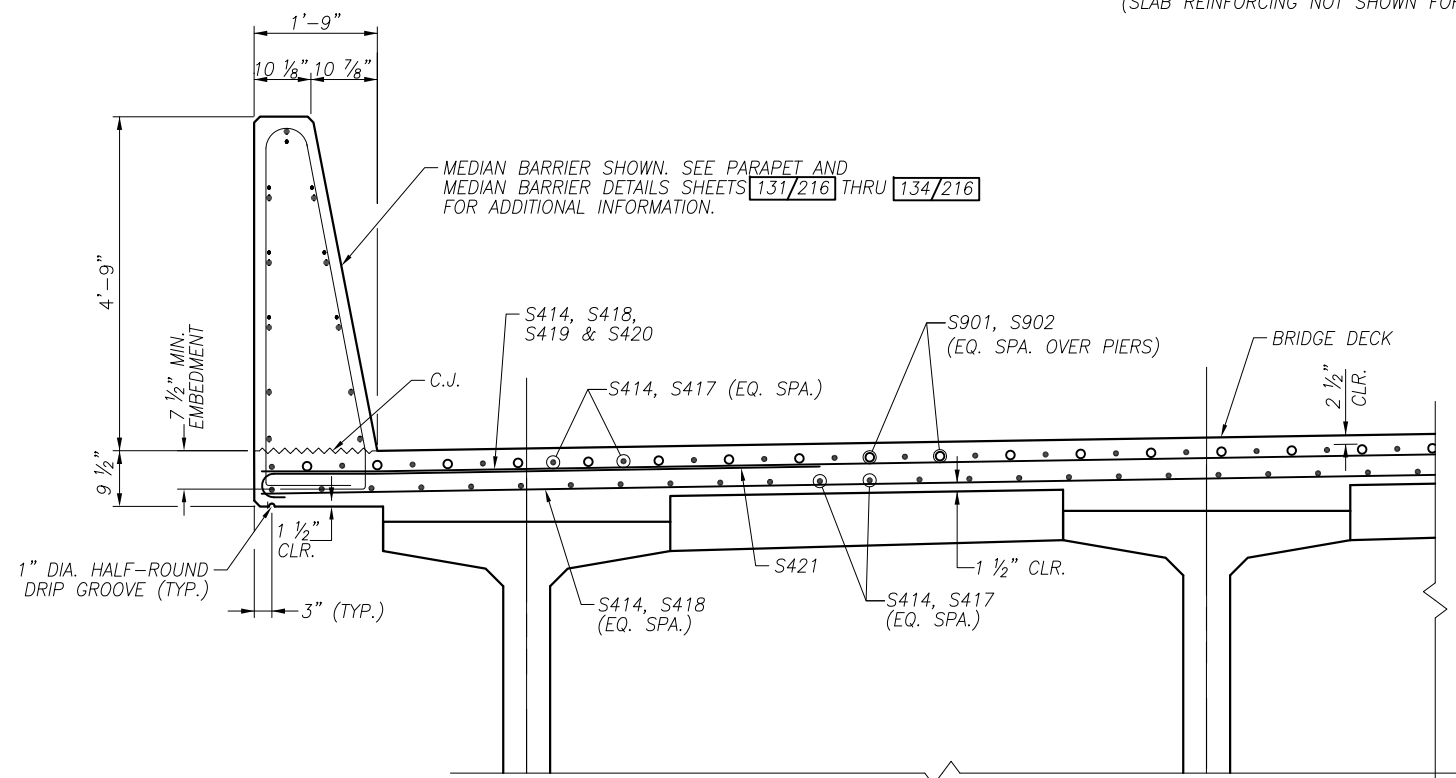 (SLAB REINFORCING NOT SHOWN FOR
1'-9"
10 1/8" 10 7/8"
MEDIAN BARRIER SHOWN. SEE PARAPET AND
MEDIAN BARRIER DETAILS SHEETS 131/216 THRU 134/216
FOR ADDITIONAL INFORMATION.
4'-9"
S414, S418,
S419 & S420
S901, S902
(EQ. SPA. OVER PIERS)
BRIDGE DECK
7 1/2" MIN.
EMBEDMENT
C.J.
S414, S417 (EQ. SPA.)
2 1/2"
CLR.
9 1/2"
1 1/2"
CLR.
1" DIA. HALF-ROUND
DRIP GROOVE (TYP.)
S421
1 1/2" CLR.
3" (TYP.)
S414, S418
(EQ. SPA.)
S414, S417
(EQ. SPA.)